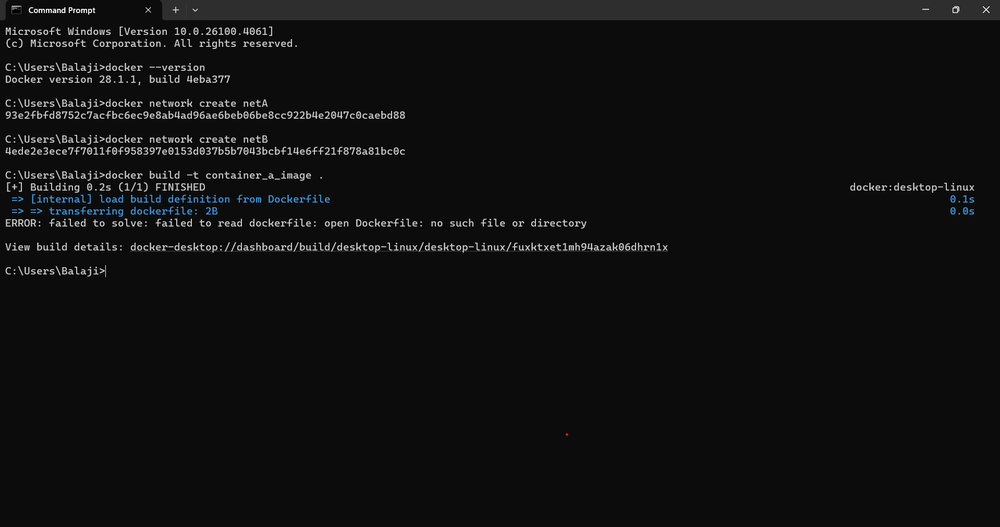 Command Prompt
Microsoft Windows [Version 10.0.26100.4061]
(c) Microsoft Corporation. All rights reserved.
C:\Users\Balaji>docker --version
Docker version 28.1.1, build 4eba377
C:\Users\Balaji>docker network create netA
93e2fbfd8752c7acfbc6ec9e8ab4ad96ae6beb06be8cc922b4e2047c0caebd88
C:\Users\Balaji>docker network create netB
4ede2e3ece7f7011f0f958397e0153d037b5b7043bcbf14e6ff21f878a81bc0c
C:\Users\Balaji>docker build -t container_a_image .
[+] Building 0.2s (1/1) FINISHED docker:desktop-linux
=> [internal] load build definition from Dockerfile 0.1s
=> => transferring dockerfile: 2B 0.0s
ERROR: failed to solve: failed to read dockerfile: open Dockerfile: no such file or directory
View build details: docker-desktop://dashboard/build/desktop-linux/desktop-linux/fuxktxet1mh94azak06dhrn1x
C:\Users\Balaji>